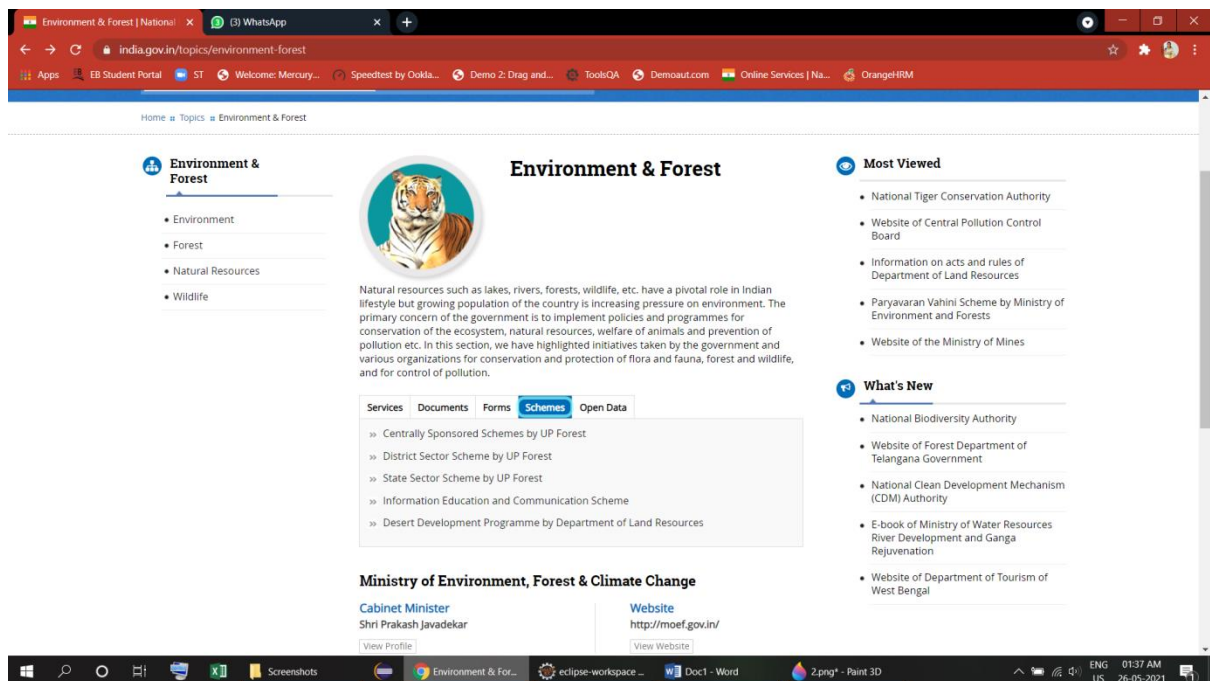 Environment & Forest | National
(3) WhatsApp
india.gov.in/topics/environment-forest
Apps EB Student Portal ST Welcome: Mercury... Speedtest by Ookla... Demo 2: Drag and... ToolsQA Demoaut.com Online Services | Na... OrangeHRM
Home Topics Environment & Forest
Environment &
Forest
Environment
Forest
Natural Resources
Wildlife
Environment & Forest
Natural resources such as lakes, rivers, forests, wildlife, etc. have a pivotal role in Indian
lifestyle but growing population of the country is increasing pressure on environment. The
primary concern of the government is to implement policies and programmes for
conservation of the ecosystem, natural resources, welfare of animals and prevention of
pollution etc. In this section, we have highlighted initiatives taken by the government and
various organizations for conservation and protection of flora and fauna, forest and wildlife,
and for control of pollution.
Services Documents Forms Schemes Open Data
» Centrally Sponsored Schemes by UP Forest
» District Sector Scheme by UP Forest
» State Sector Scheme by UP Forest
» Information Education and Communication Scheme
» Desert Development Programme by Department of Land Resources
Ministry of Environment, Forest & Climate Change
Cabinet Minister
Shri Prakash Javadekar
View Profile
Website
http://moef.gov.in/
View Website
Most Viewed
National Tiger Conservation Authority
Website of Central Pollution Control
Board
Information on acts and rules of
Department of Land Resources
Paryavaran Vahini Scheme by Ministry of
Environment and Forests
Website of the Ministry of Mines
What's New
National Biodiversity Authority
Website of Forest Department of
Telangana Government
National Clean Development Mechanism
(CDM) Authority
E-book of Ministry of Water Resources
River Development and Ganga
Rejuvenation
Website of Department of Tourism of
West Bengal
Screenshots
Environment & For...
eclipse-workspace ...
Doc1 - Word
2.png* - Paint 3D
ENG
US
01:37 AM
26-05-2021